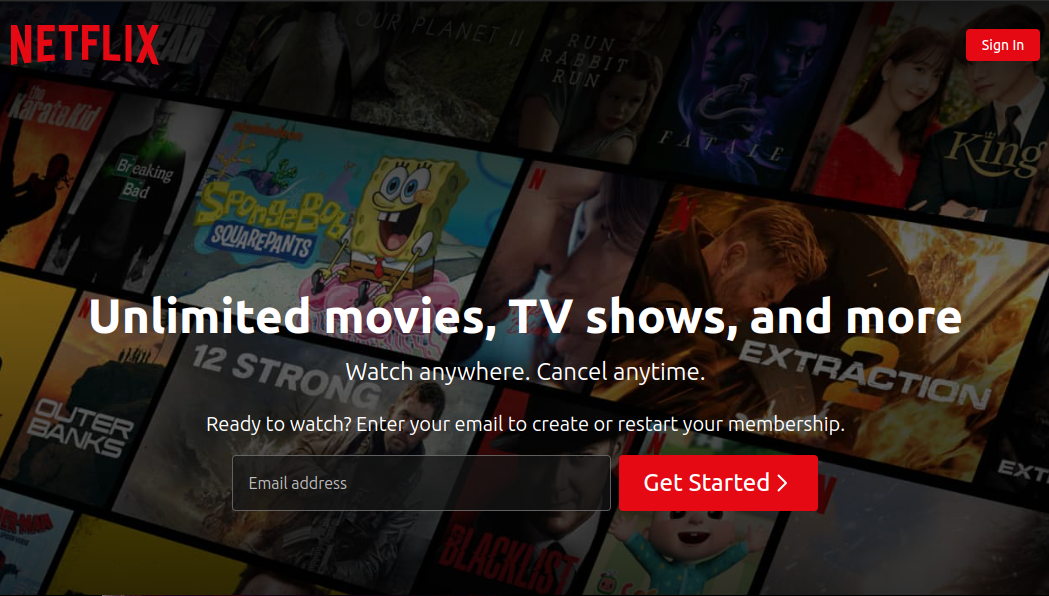 NETFLIX
Sign In
WALKING
DEAD
OUR PLANET II
RUN
RABBIT
RUN
FATALE
King
the
Karate Kid
Breaking
Bad
nickelodeon
SPONGEBOB
SQUAREPANTS
N
Unlimited movies, TV shows, and more
Watch anywhere. Cancel anytime.
Ready to watch? Enter your email to create or restart your membership.
Email address
Get Started
12 STRONG
EXTRACTION
2
OUTER
BANKS
BLACKLIST